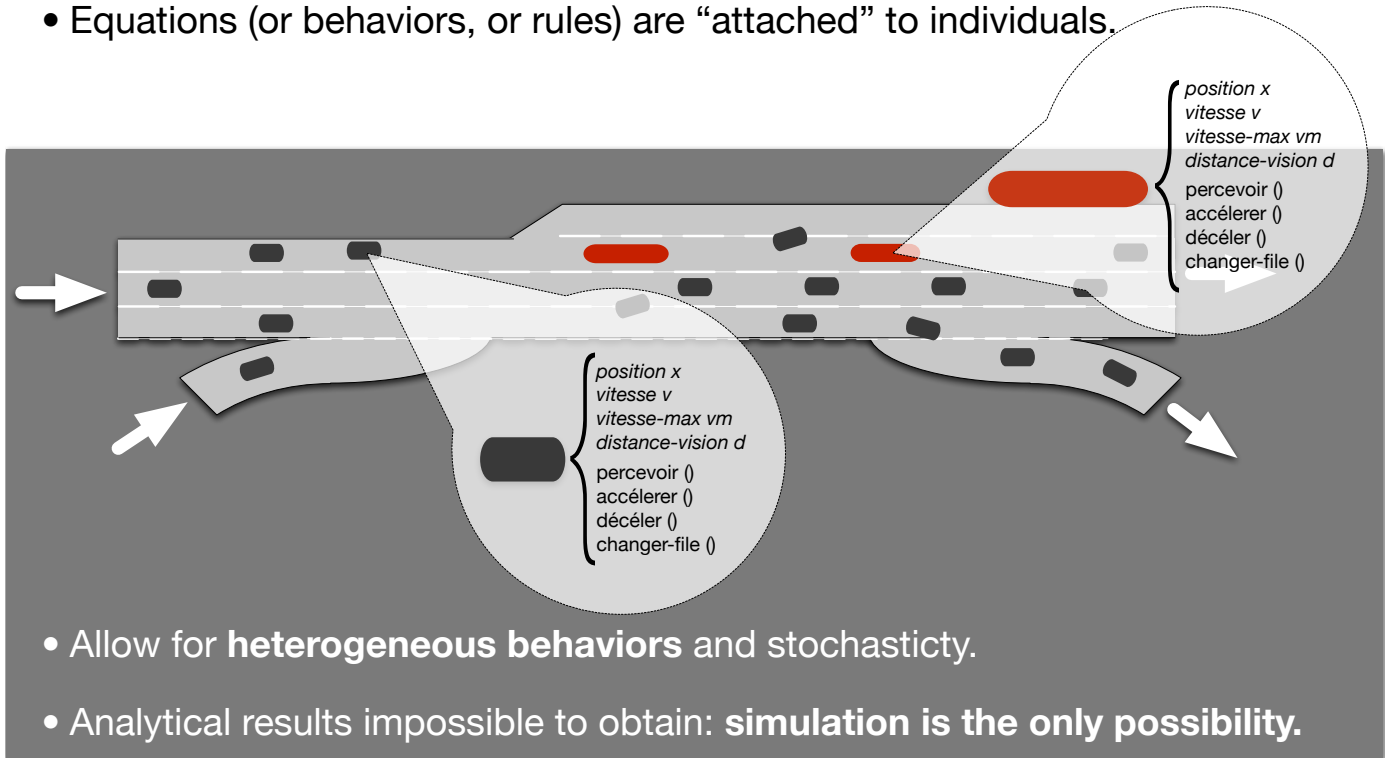 • Equations (or behaviors, or rules) are “attached” to individuals.
position x
vitesse v
vitesse-max vm
distance-vision d
percevoir ()
accélerer ()
décéler ()
changer-file ()
position x
vitesse v
vitesse-max vm
distance-vision d
percevoir ()
accélerer ()
décéler ()
changer-file ()
• Allow for heterogeneous behaviors and stochasticty.
• Analytical results impossible to obtain: simulation is the only possibility.